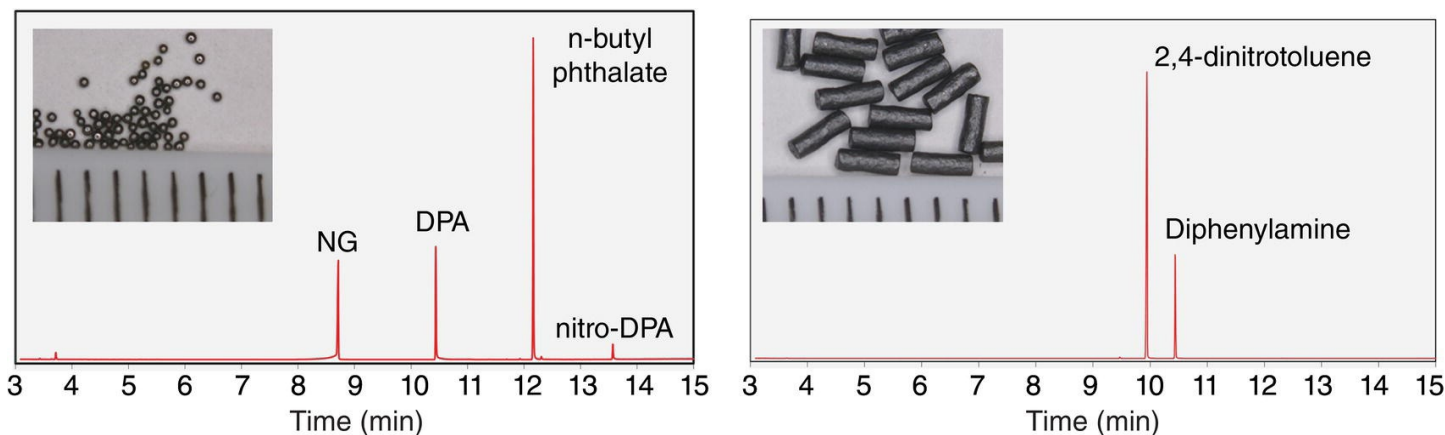 n-butyl
phthalate
NG
DPA
nitro-DPA
3 4 5 6 7 8 9 10 11 12 13 14 15
Time (min)
2,4-dinitrotoluene
Diphenylamine
3 4 5 6 7 8 9 10 11 12 13 14 15
Time (min)